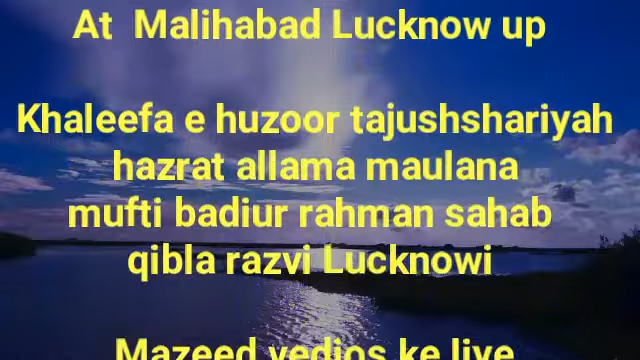 At Malihabad Lucknow up
Khaleefa e huzoor tajushshariyah
hazrat allama maulana
mufti badiur rahman sahab
qibla razvi Lucknowi
Mazeed vedios ke liye